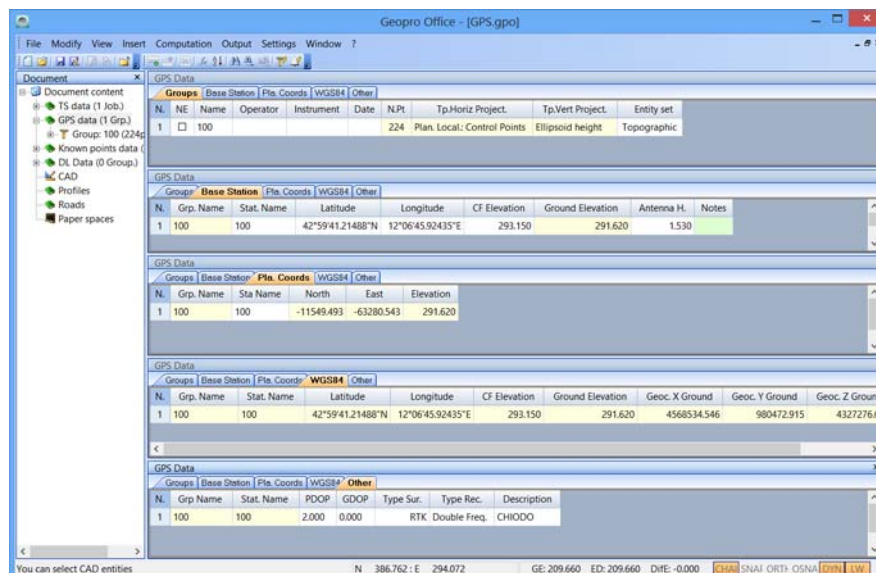 Geopro Office - [GPS.gpo]
File Modify View Insert Computation Output Settings Window ?
Document
Document content
TS data (1 Job.)
GPS data (1 Grp.)
Group: 100 (224p
Known points data (
DL Data (0 Group.)
CAD
Profiles
Roads
Paper spaces
GPS Data
Groups Base Station Pla. Coords WGS84 Other
N. NE Name Operator Instrument Date N.Pt Tp.Horiz Project. Tp.Vert Project. Entity set
1 100 224 Plan. Local.: Control Points Ellipsoid height Topographic
GPS Data
Groups Base Station Pla. Coords WGS84 Other
N. Grp. Name Stat. Name Latitude Longitude CF Elevation Ground Elevation Antenna H. Notes
1 100 100 42°59'41.21488"N 12°06'45.92435"E 293.150 291.620 1.530
GPS Data
Groups Base Station Pla. Coords WGS84 Other
N. Grp. Name Sta Name North East Elevation
1 100 100 -11549.493 -63280.543 291.620
GPS Data
Groups Base Station Pla. Coords WGS84 Other
N. Grp. Name Stat. Name Latitude Longitude CF Elevation Ground Elevation Geoc. X Ground Geoc. Y Ground Geoc. Z Ground
1 100 100 42°59'41.21488"N 12°06'45.92435"E 293.150 291.620 4568534.546 980472.915 4327276.
GPS Data
Groups Base Station Pla. Coords WGS84 Other
N. Grp Name Stat. Name PDOP GDOP Type Sur. Type Rec. Description
1 100 100 2.000 0.000 RTK Double Freq. CHIODO
You can select CAD entities N 386.762 : E 294.072 GE: 209.660 ED: 209.660 DifE: -0.000 CHAI SNAI ORTH OSNA DYN LW